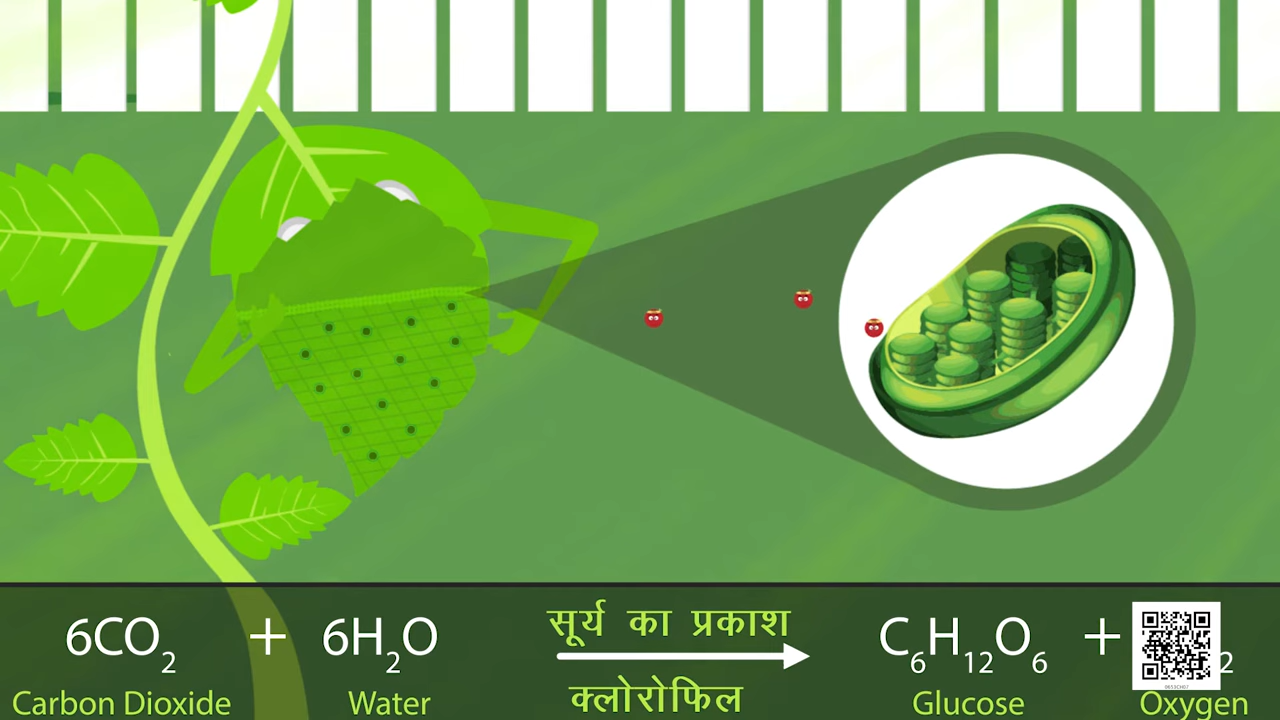 6CO₂ + 6H₂O सूर्य का प्रकाश C₆H₁₂O₆ + ₂
क्लोरोफिल
Carbon Dioxide Water Glucose Oxygen